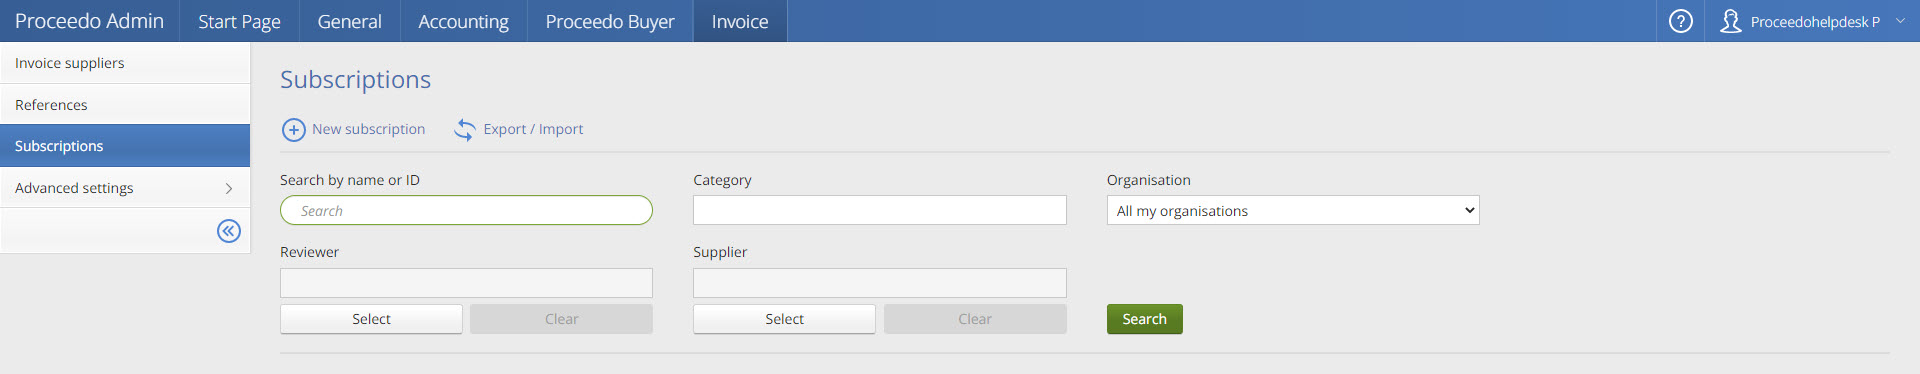 Proceedo Admin Start Page General Accounting Proceedo Buyer Invoice ? Proceedohelpdesk P
Invoice suppliers
References
Subscriptions
Advanced settings
Subscriptions
New subscription Export / Import
Search by name or ID Category Organisation
Search All my organisations
Reviewer Supplier
Select Clear Select Clear Search